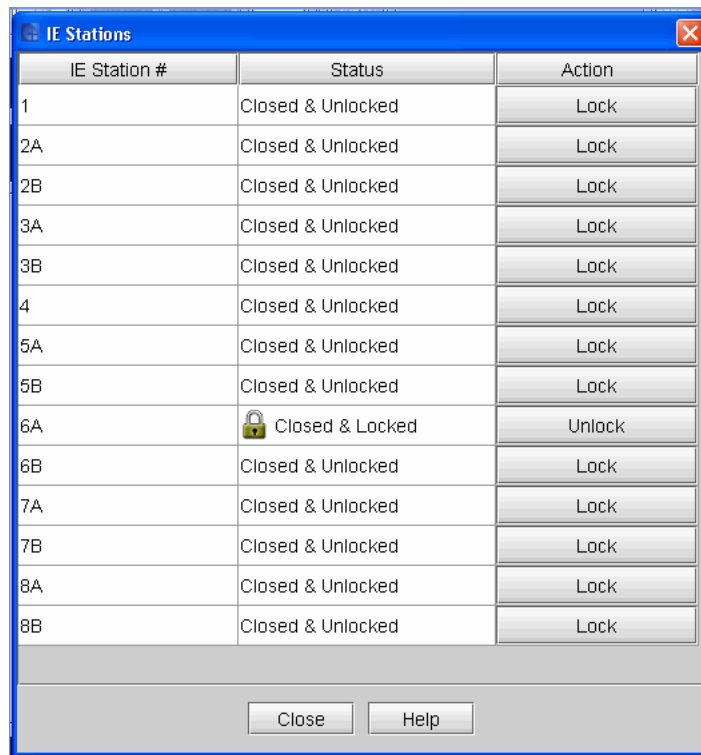 IE Stations
IE Station # Status Action
1 Closed & Unlocked Lock
2A Closed & Unlocked Lock
2B Closed & Unlocked Lock
3A Closed & Unlocked Lock
3B Closed & Unlocked Lock
4 Closed & Unlocked Lock
5A Closed & Unlocked Lock
5B Closed & Unlocked Lock
6A Closed & Locked Unlock
6B Closed & Unlocked Lock
7A Closed & Unlocked Lock
7B Closed & Unlocked Lock
8A Closed & Unlocked Lock
8B Closed & Unlocked Lock
Close Help